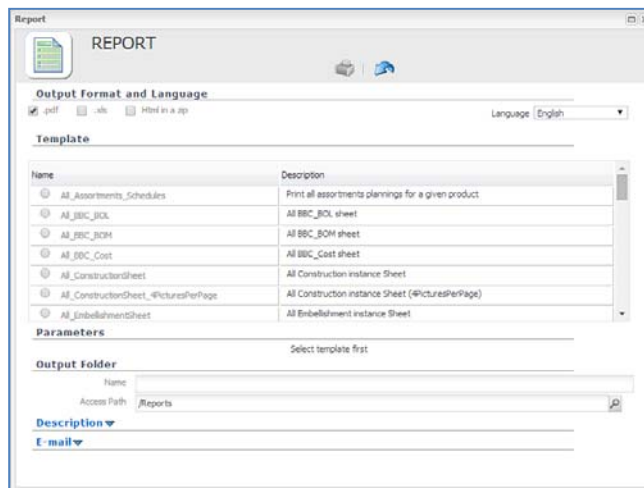 Report
REPORT
Output Format and Language
.pdf .xls Html in a zip Language English
Template
Name Description
All_Assortments_Schedules Print all assortments plannings for a given product
All_BBC_BOL All BBC_BOL sheet
All_BBC_BOM All BBC_BOM sheet
All_BBC_Cost All BBC_Cost sheet
All_ConstructionSheet All Construction instance Sheet
All_ConstructionSheet_4PicturesPerPage All Construction instance Sheet (4PicturesPerPage)
All_EmbellishmentSheet All Embellishment instance Sheet
Parameters
Select template first
Output Folder
Name
Access Path /Reports
Description
E-mail